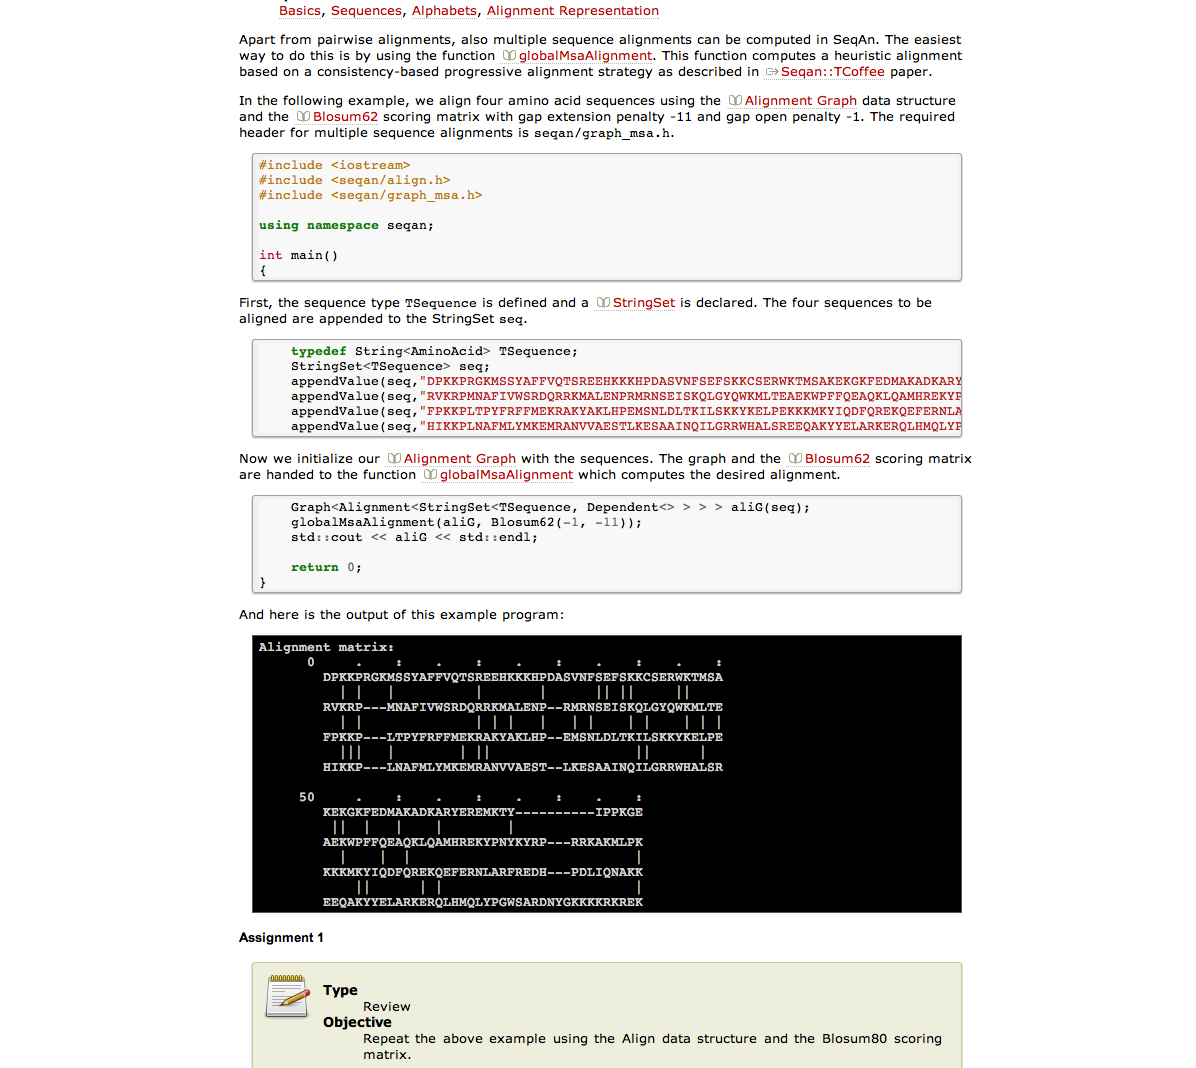 Basics, Sequences, Alphabets, Alignment Representation
Apart from pairwise alignments, also multiple sequence alignments can be computed in SeqAn. The easiest
way to do this is by using the function globalMsaAlignment. This function computes a heuristic alignment
based on a consistency-based progressive alignment strategy as described in Seqan::TCoffee paper.
In the following example, we align four amino acid sequences using the Alignment Graph data structure
and the Blosum62 scoring matrix with gap extension penalty -11 and gap open penalty -1. The required
header for multiple sequence alignments is seqan/graph_msa.h.
#include <iostream>
#include <seqan/align.h>
#include <seqan/graph_msa.h>
using namespace seqan;
int main()
{
First, the sequence type TSequence is defined and a StringSet is declared. The four sequences to be
aligned are appended to the StringSet seq.
typedef String<AminoAcid> TSequence;
StringSet<TSequence> seq;
appendValue(seq,"DPKKPRGKMSSYAFFVQTSREEHKKKHPDASVNFSEFSKKCSERWKTMSAKEKGKFEDMAKADKARY
appendValue(seq,"RVKRPMNAFIVWSRDQRRKMALENPRMRNSEISKQLGYQWKMLTEAEKWPFFQEAQKLQAMHREKYP
appendValue(seq,"FPKKPLTPYFRFFMEKRAKYAKLHPEMSNLDLTKILSKKYKELPEKKKMKYIQDFQREKQEFERNLA
appendValue(seq,"HIKKPLNAFMLYMKEMRANVVAESTLKESAAINQILGRRWHALSREEQAKYYELARKERQLHMQLYP
Now we initialize our Alignment Graph with the sequences. The graph and the Blosum62 scoring matrix
are handed to the function globalMsaAlignment which computes the desired alignment.
Graph<Alignment<StringSet<TSequence, Dependent<> > > > aliG(seq);
globalMsaAlignment(aliG, Blosum62(-1, -11));
std::cout << aliG << std::endl;
return 0;
}
And here is the output of this example program:
Alignment matrix:
0 . : . : . : . : . :
DPKKPRGKMSSYAFFVQTSREEHKKKHPDASVNFSEFSKKCSERWKTMSA
| | | | | || || ||
RVKRP---MNAFIVWSRDQRRKMALENP--RMRNSEISKQLGYQWKMLTE
| | | | | | | | | | | | |
FPKKP---LTPYFRFFMEKRAKYAKLHP--EMSNLDLTKILSKKYKELPE
||| | | || || |
HIKKP---LNAFMLYMKEMRANVVAEST--LKESAAINQILGRRWHALSR
50 . : . : . : . :
KEKGKFEDMAKADKARYEREMKTY----------IPPKGE
|| | | | |
AEKWPFFQEAQKLQAMHREKYPNYKYRP---RRKAKMLPK
| | | |
KKKMKYIQDFQREKQEFERNLARFREDH---PDLIQNAKK
|| | | |
EEQAKYYELARKERQLHMQLYPGWSARDNYGKKKKRKREK
Assignment 1
Type
Review
Objective
Repeat the above example using the Align data structure and the Blosum80 scoring
matrix.